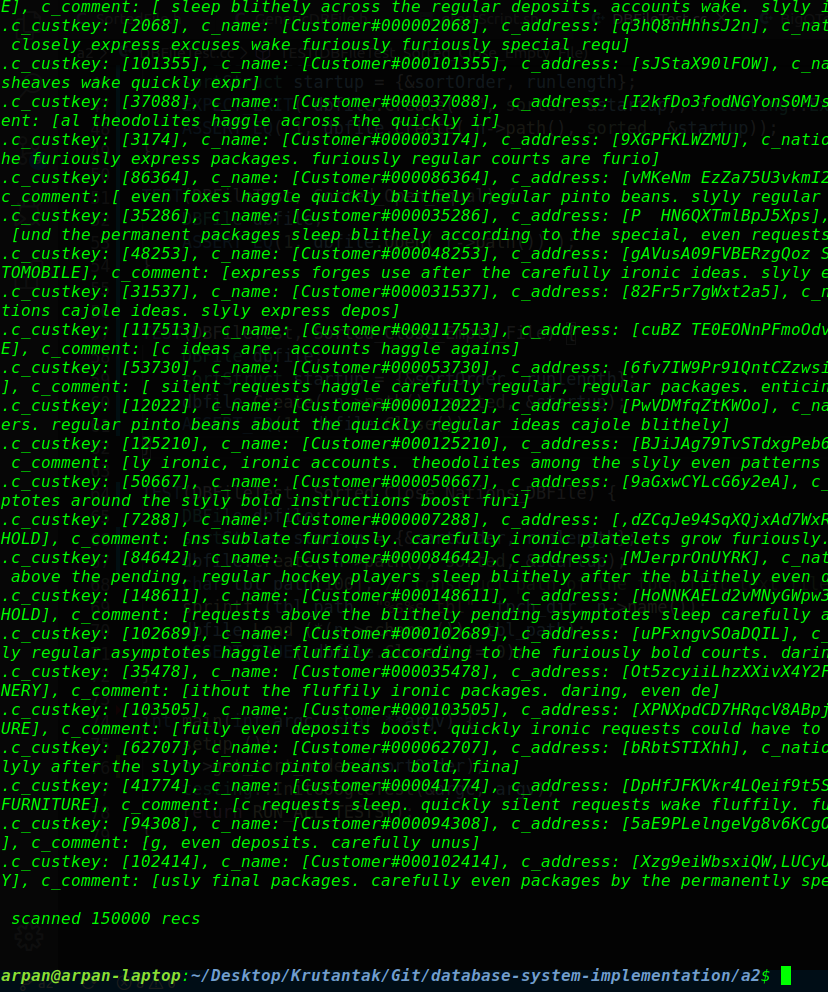 E], c_comment: [ sleep blithely across the regular deposits. accounts wake. slyly i
.c_custkey: [2068], c_name: [Customer#000002068], c_address: [q3hQ8nHhhsJ2n], c_nat
 closely express excuses wake furiously furiously special requ]
.c_custkey: [101355], c_name: [Customer#000101355], c_address: [sJStaX90lFOW], c_na
sheaves wake quickly expr]
.c_custkey: [37088], c_name: [Customer#000037088], c_address: [I2kfDo3fodNGYonS0MJs
ent: [al theodolites haggle across the quickly ir]
.c_custkey: [3174], c_name: [Customer#000003174], c_address: [9XGPFKLWZMU], c_natio
he furiously express packages. furiously regular courts are furio]
.c_custkey: [86364], c_name: [Customer#000086364], c_address: [vMKeNm EzZa75U3vkmI2
c_comment: [ even foxes haggle quickly blithely regular pinto beans. slyly regular
.c_custkey: [35286], c_name: [Customer#000035286], c_address: [P  HN6QXTmlBpJ5Xps],
 [und the permanent packages sleep blithely according to the special, even requests
.c_custkey: [48253], c_name: [Customer#000048253], c_address: [gAVusA09FVBERzgQoz S
TOMOBILE], c_comment: [express forges use after the carefully ironic ideas. slyly e
.c_custkey: [31537], c_name: [Customer#000031537], c_address: [82Fr5r7gWxt2a5], c_n
tions cajole ideas. slyly express depos]
.c_custkey: [117513], c_name: [Customer#000117513], c_address: [cuBZ TE0EONnPFmoOdv
E], c_comment: [c ideas are. accounts haggle agains]
.c_custkey: [53730], c_name: [Customer#000053730], c_address: [6fv7IW9Pr91QntCZzwsi
], c_comment: [ silent requests haggle carefully regular, regular packages. enticin
.c_custkey: [12022], c_name: [Customer#000012022], c_address: [PwVDMfqZtKWOo], c_na
ers. regular pinto beans about the quickly regular ideas cajole blithely]
.c_custkey: [125210], c_name: [Customer#000125210], c_address: [BJiJAg79TvSTdxgPeb6
 c_comment: [ly ironic, ironic accounts. theodolites among the slyly even patterns
.c_custkey: [50667], c_name: [Customer#000050667], c_address: [9aGxwCYLcG6y2eA], c_
ptotes around the slyly bold instructions boost furi]
.c_custkey: [7288], c_name: [Customer#000007288], c_address: [,dZCqJe94SqXQjxAd7WxR
HOLD], c_comment: [ns sublate furiously. carefully ironic platelets grow furiously.
.c_custkey: [84642], c_name: [Customer#000084642], c_address: [MJerprOnUYRK], c_nat
 above the pending, regular hockey players sleep blithely after the blithely even d
.c_custkey: [148611], c_name: [Customer#000148611], c_address: [HoNNKAELd2vMNyGWpw3
HOLD], c_comment: [requests above the blithely pending asymptotes sleep carefully a
.c_custkey: [102689], c_name: [Customer#000102689], c_address: [uPFxngvSOaDQIL], c_
ly regular asymptotes haggle fluffily according to the furiously bold courts. darin
.c_custkey: [35478], c_name: [Customer#000035478], c_address: [Ot5zcyiiLhzXXivX4Y2F
NERY], c_comment: [ithout the fluffily ironic packages. daring, even de]
.c_custkey: [103505], c_name: [Customer#000103505], c_address: [XPNXpdCD7HRqcV8ABpj
URE], c_comment: [fully even deposits boost. quickly ironic requests could have to
.c_custkey: [62707], c_name: [Customer#000062707], c_address: [bRbtSTIXhh], c_natio
lyly after the slyly ironic pinto beans. bold, fina]
.c_custkey: [41774], c_name: [Customer#000041774], c_address: [DpHfJFKVkr4LQeif9t5S
FURNITURE], c_comment: [c requests sleep. quickly silent requests wake fluffily. fu
.c_custkey: [94308], c_name: [Customer#000094308], c_address: [5aE9PLelngeVg8v6KCgO
], c_comment: [g, even deposits. carefully unus]
.c_custkey: [102414], c_name: [Customer#000102414], c_address: [Xzg9eiWbsxiQW,LUCyU
Y], c_comment: [usly final packages. carefully even packages by the permanently spe
 scanned 150000 recs
arpan@arpan-laptop:~/Desktop/Krutantak/Git/database-system-implementation/a2$